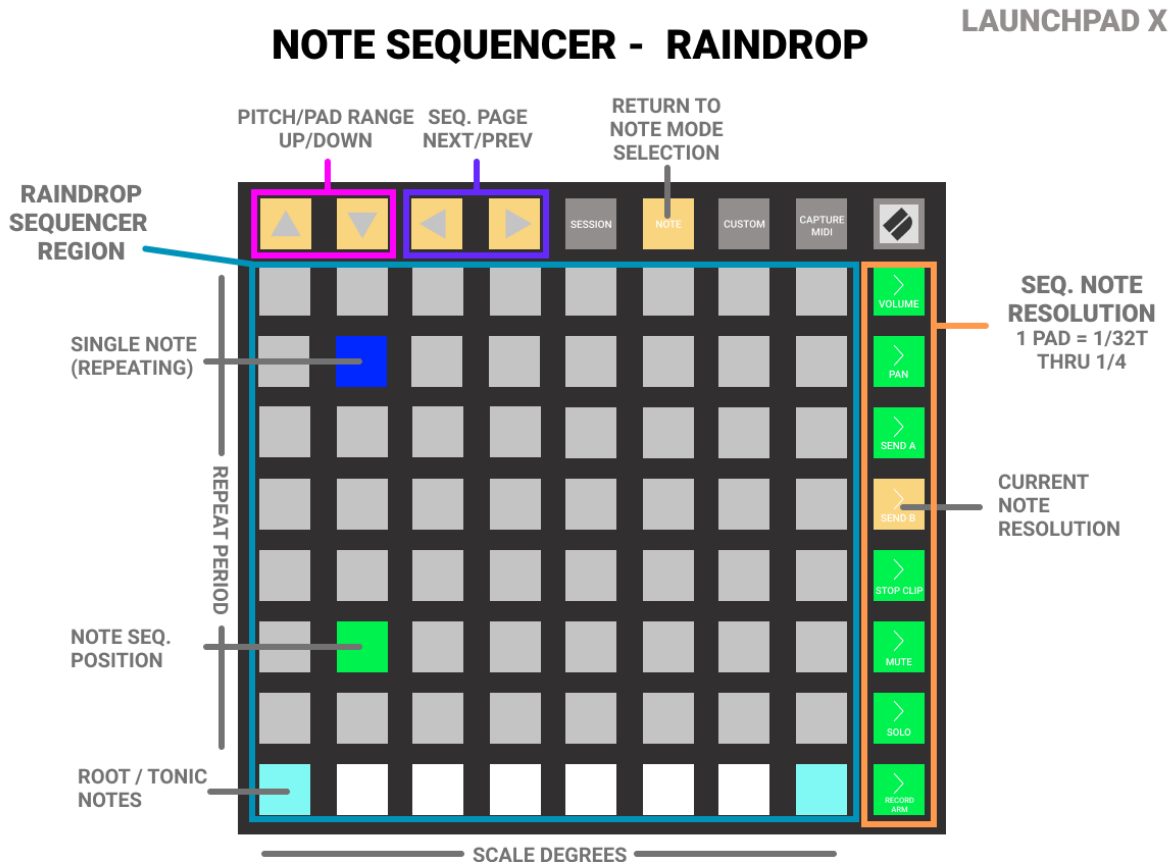 LAUNCHPAD X
NOTE SEQUENCER - RAINDROP
PITCH/PAD RANGE
UP/DOWN
SEQ. PAGE
NEXT/PREV
RETURN TO
NOTE MODE
SELECTION
RAINDROP
SEQUENCER
REGION
SESSION
NOTE
CUSTOM
CAPTURE
MIDI
VOLUME
SEQ. NOTE
RESOLUTION
1 PAD = 1/32T
THRU 1/4
SINGLE NOTE
(REPEATING)
PAN
SEND A
REPEAT PERIOD
SEND B
CURRENT
NOTE
RESOLUTION
STOP CLIP
NOTE SEQ.
POSITION
MUTE
SOLO
ROOT / TONIC
NOTES
RECORD
ARM
SCALE DEGREES